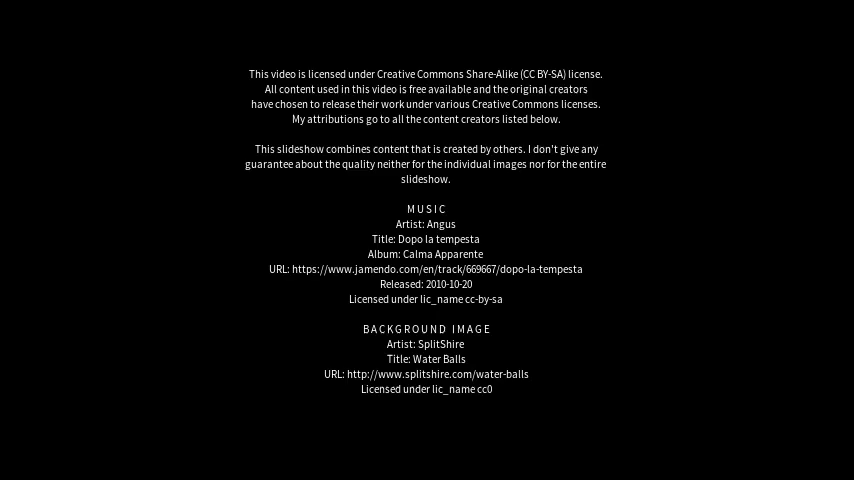 This video is licensed under Creative Commons Share-Alike (CC BY-SA) license.
All content used in this video is free available and the original creators
have chosen to release their work under various Creative Commons licenses.
My attributions go to all the content creators listed below.
This slideshow combines content that is created by others. I don't give any
guarantee about the quality neither for the individual images nor for the entire
slideshow.
MUSIC
Artist: Angus
Title: Dopo la tempesta
Album: Calma Apparente
URL: https://www.jamendo.com/en/track/669667/dopo-la-tempesta
Released: 2010-10-20
Licensed under lic_name cc-by-sa
BACKGROUND IMAGE
Artist: SplitShire
Title: Water Balls
URL: http://www.splitshire.com/water-balls
Licensed under lic_name cc0